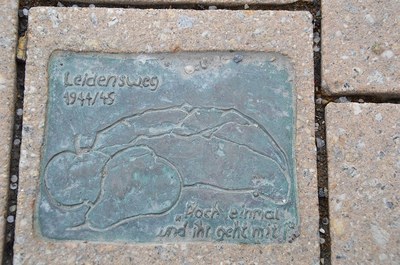 Leidensweg
1944/45
„Noch einmal
und ihr geht mit!